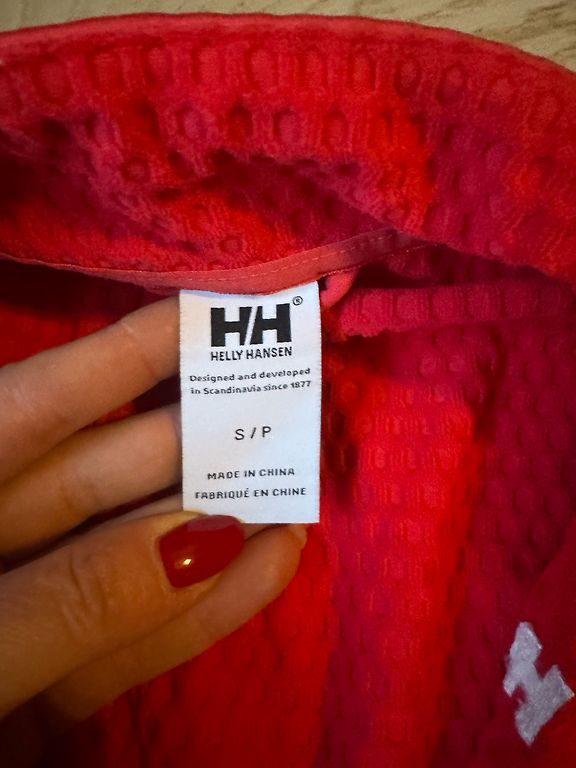 HH®
HELLY HANSEN
Designed and developed
in Scandinavia since 1877
S / P
MADE IN CHINA
FABRIQUÉ EN CHINE